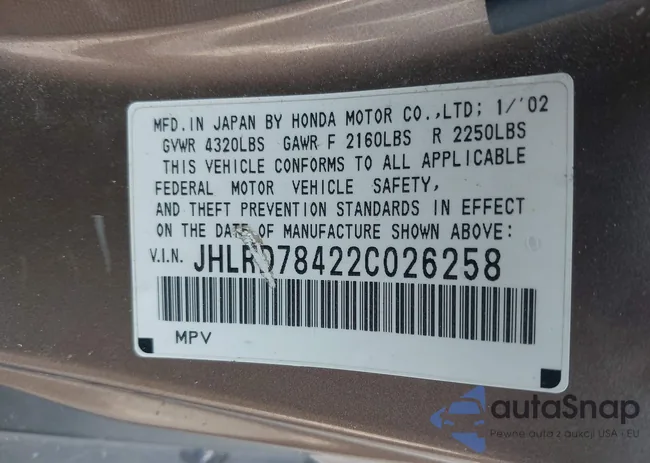 MFD. IN JAPAN BY HONDA MOTOR CO.,LTD; 1/'02
GVWR 4320LBS GAWR F 2160LBS R 2250LBS
THIS VEHICLE CONFORMS TO ALL APPLICABLE
FEDERAL MOTOR VEHICLE SAFETY,
AND THEFT PREVENTION STANDARDS IN EFFECT
ON THE DATE OF MANUFACTURE SHOWN ABOVE:
V.I.N. JHLRD78422C026258
MPV
autaSnap
Pewne auta z aukcji USA - EU